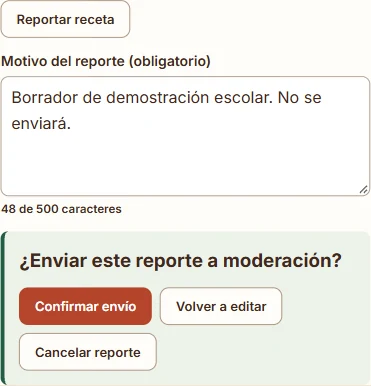 Reportar receta
Motivo del reporte (obligatorio)
Borrador de demostración escolar. No se
enviará.
48 de 500 caracteres
¿Enviar este reporte a moderación?
Confirmar envío
Volver a editar
Cancelar reporte